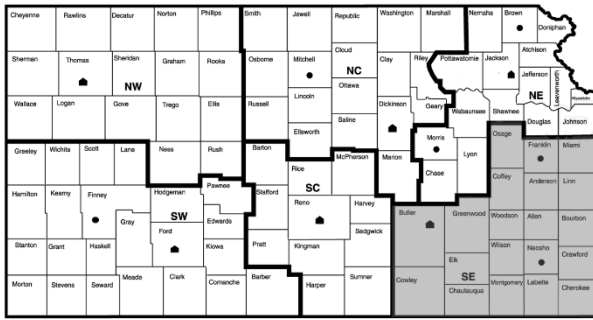 Cheyenne Rawlins Decatur Norton Phillips Smith Jewell Republic Washington Marshall Nemaha Brown
Doniphan
Sherman Thomas Sheridan Graham Rooks Osborne Mitchell Cloud Clay Riley Pottawatomie Jackson Atchison
NW NC NE
Jefferson Leavenworth
Wallace Logan Gove Trego Ellis Russell Lincoln Ottawa Dickinson Geary Wabaunsee Shawnee Douglas Johnson
Ellsworth Saline Morris
Greeley Wichita Scott Lane Ness Rush Barton McPherson Marion Chase Lyon Osage Franklin Miami
Rice
Hamilton Kearny Finney Hodgeman Pawnee Stafford Reno Harvey Butler Greenwood Coffey Anderson Linn
SW SC
Gray Ford Edwards Sedgwick Woodson Allen Bourbon
Stanton Grant Haskell Kiowa Pratt Kingman Elk Wilson Neosho Crawford
SE
Morton Stevens Seward Meade Clark Comanche Barber Harper Sumner Cowley Chautauqua Montgomery Labette Cherokee